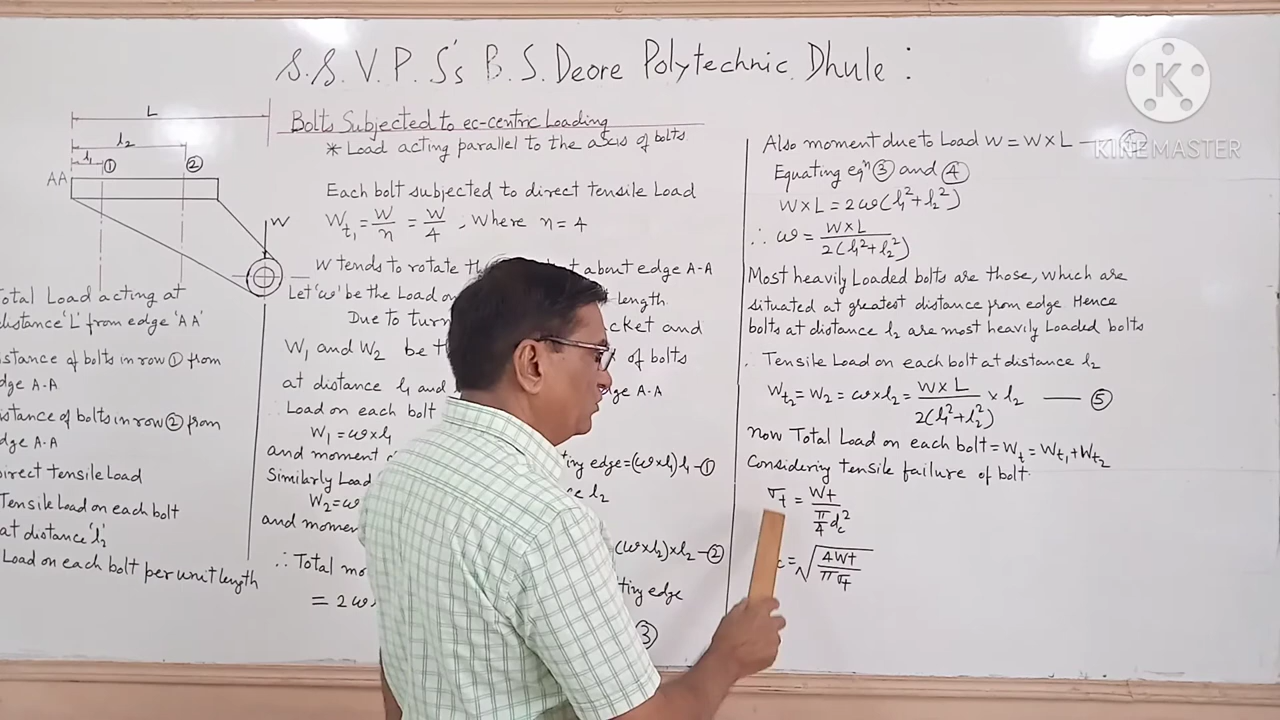 S.S.V.P.S's B.S.Deore Polytechnic Dhule :
K
KINEMASTER
L
l2
l1 ① ②
AA
W
Total Load acting at
distance 'L' from edge 'AA'
distance of bolts in row ① from
edge A-A
distance of bolts in row ② from
edge A-A
Direct tensile Load
Tensile Load on each bolt
at distance 'l2'
Load on each bolt per unit length
Bolts Subjected to ec-centric Loading
* Load acting parallel to the axis of bolts
Each bolt subjected to direct tensile Load
Wt1 = W/n = W/4 , where n = 4
W tends to rotate the about edge A-A
Let 'ω' be the Load on length.
Due to turn cket and
W1 and W2 be t of bolts
at distance l1 and edge A-A
∴ Load on each bolt
W1 = ω×l1
and moment ting edge = (ω×l1)l1 - ①
Similarly Load l2
W2 = ω
and momen (ω×l2)×l2 - ②
∴ Total mo ting edge
= 2ω ③
Also moment due to Load W = W×L
Equating eqn ③ and ④
W×L = 2ω(l1²+l2²)
∴ ω = W×L / 2(l1²+l2²)
Most heavily Loaded bolts are those, which are
situated at greatest distance from edge Hence
bolts at distance l2 are most heavily Loaded bolts
∴ Tensile Load on each bolt at distance l2
Wt2 = W2 = ω×l2 = W×L / 2(l1²+l2²) × l2 — ⑤
Now Total Load on each bolt = Wt = Wt1 + Wt2
Considering tensile failure of bolt.
σt = Wt / π/4 dc²
c = √4Wt / πσt